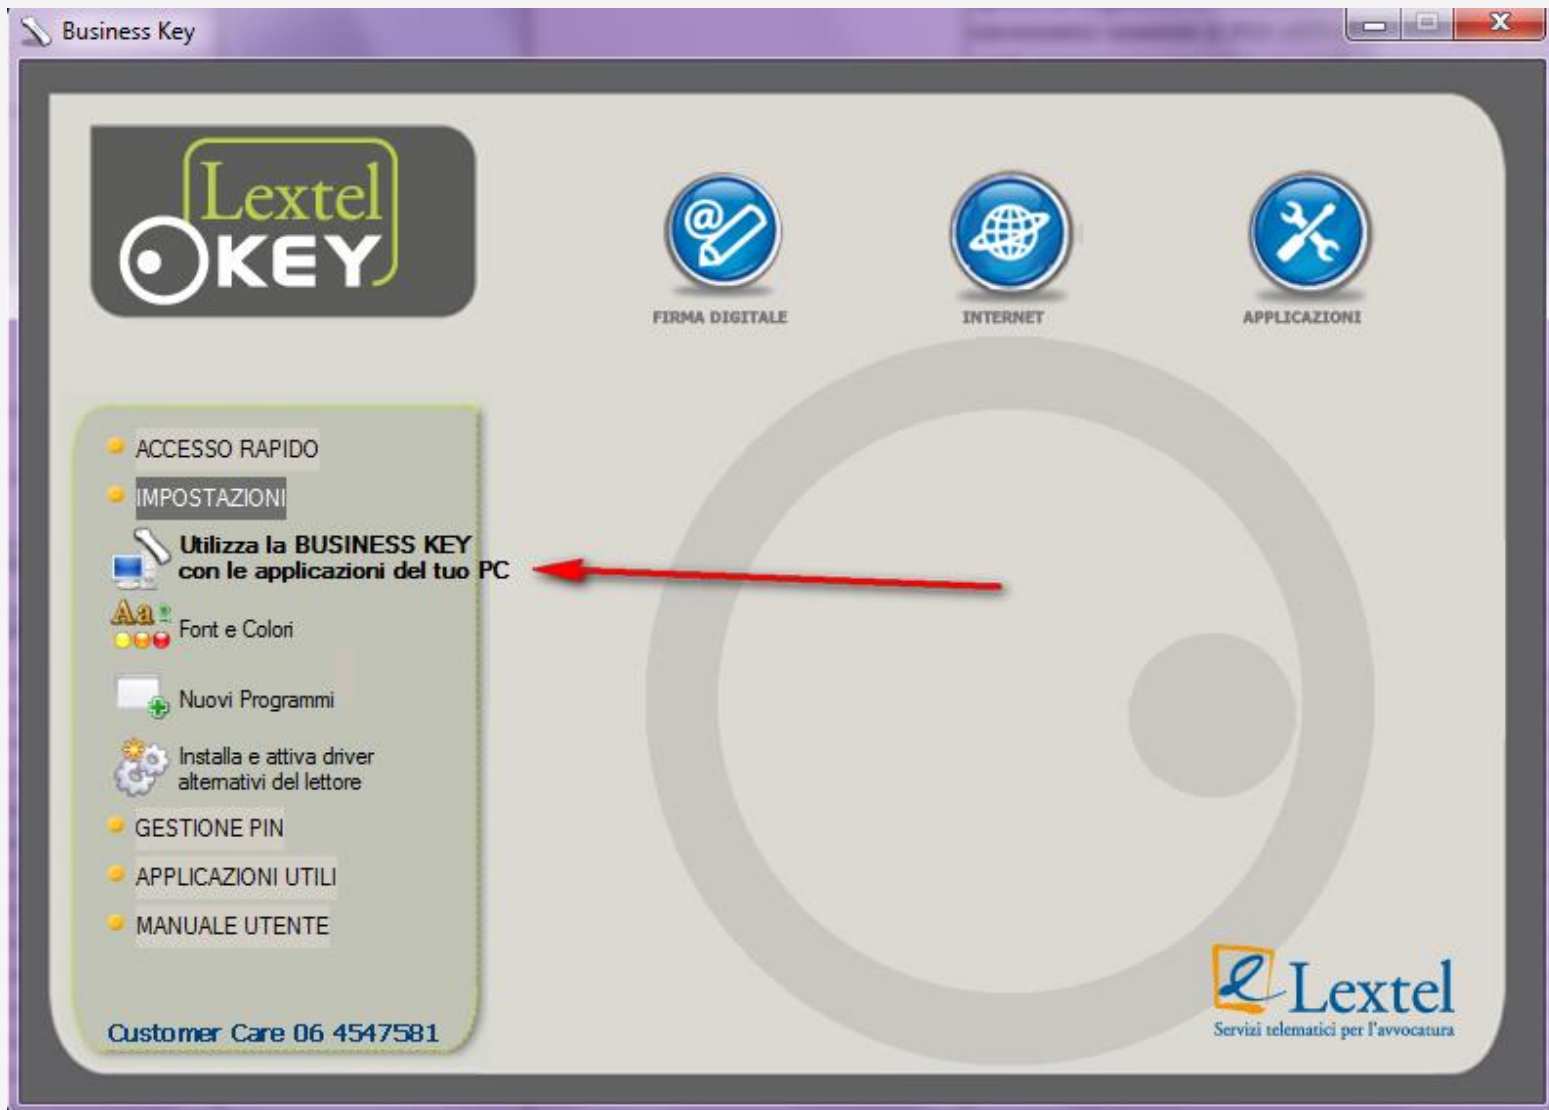 Business Key
Lextel
KEY
@
FIRMA DIGITALE
INTERNET
APPLICAZIONI
ACCESSO RAPIDO
IMPOSTAZIONI
Utilizza la BUSINESS KEY
con le applicazioni del tuo PC
Aa
Font e Colori
Nuovi Programmi
Installa e attiva driver
alternativi del lettore
GESTIONE PIN
APPLICAZIONI UTILI
MANUALE UTENTE
Customer Care 06 4547581
Lextel
Servizi telematici per l'avvocatura